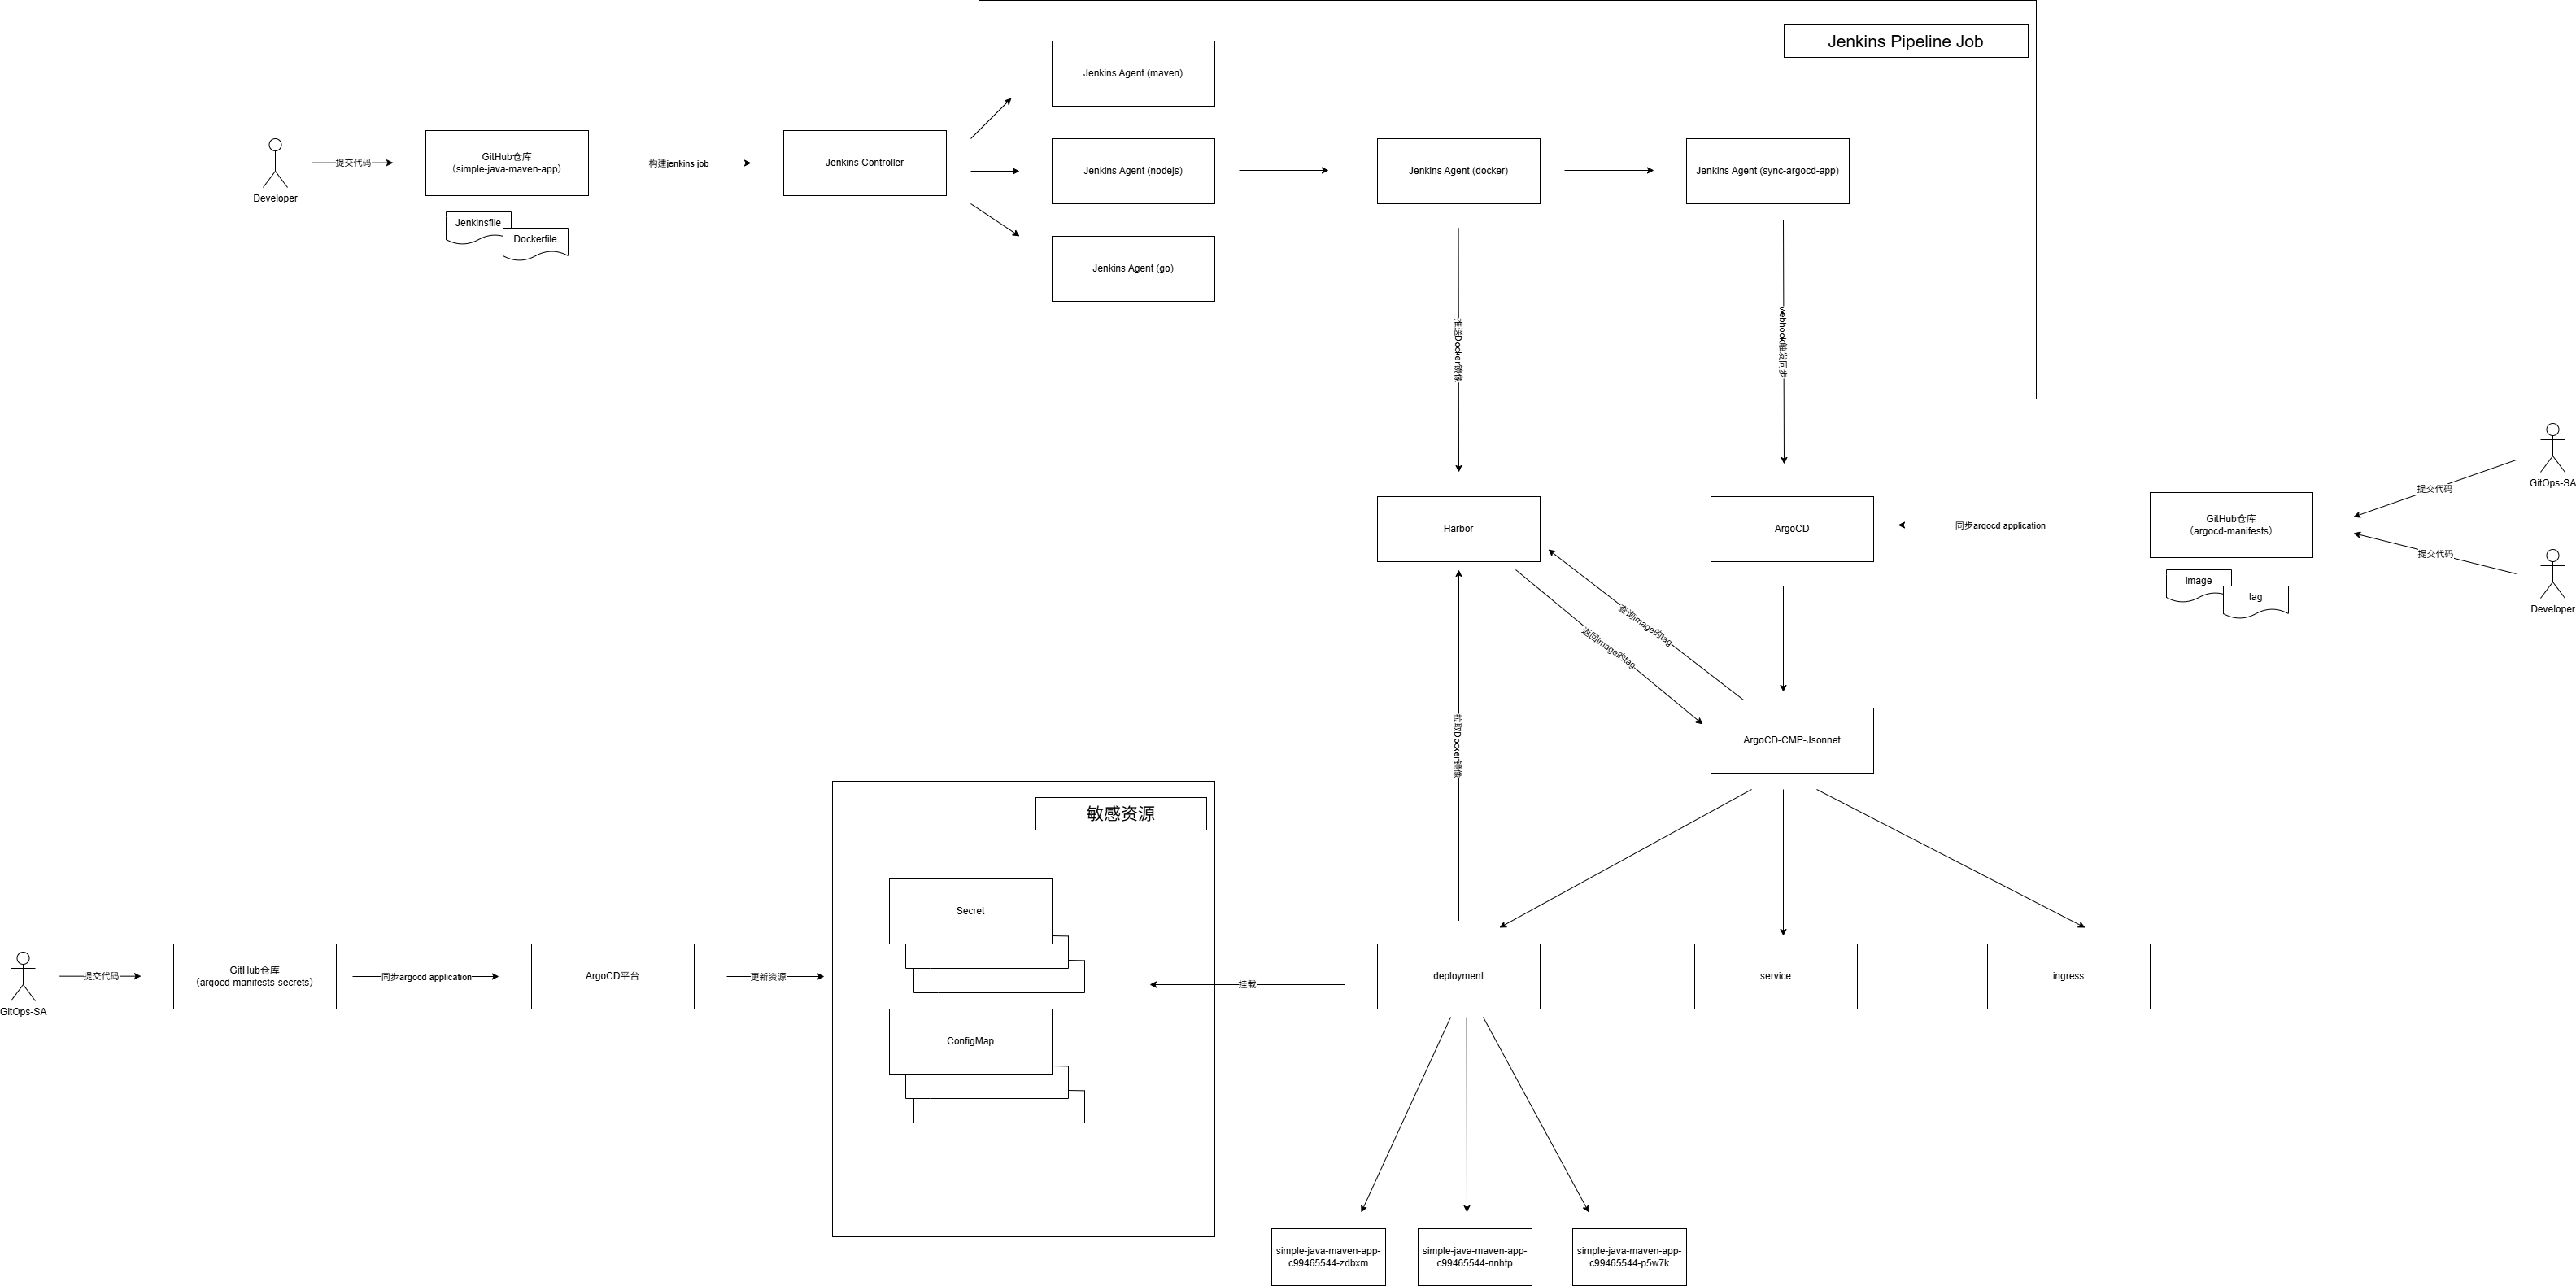 Jenkins Pipeline Job
Jenkins Agent (maven)
Developer
提交代码
GitHub仓库
（simple-java-maven-app）
Jenkinsfile
Dockerfile
构建jenkins job
Jenkins Controller
Jenkins Agent (nodejs)
Jenkins Agent (go)
Jenkins Agent (docker)
Jenkins Agent (sync-argocd-app)
推送Docker镜像
webhook触发同步
Harbor
ArgoCD
同步argocd application
GitHub仓库
（argocd-manifests）
image
tag
提交代码
GitOps-SA
提交代码
Developer
查询image的tag
返回image的tag
拉取Docker镜像
ArgoCD-CMP-Jsonnet
敏感资源
Secret
ConfigMap
GitOps-SA
提交代码
GitHub仓库
（argocd-manifests-secrets）
同步argocd application
ArgoCD平台
更新资源
挂载
deployment
service
ingress
simple-java-maven-app-
c99465544-zdbxm
simple-java-maven-app-
c99465544-nnhtp
simple-java-maven-app-
c99465544-p5w7k